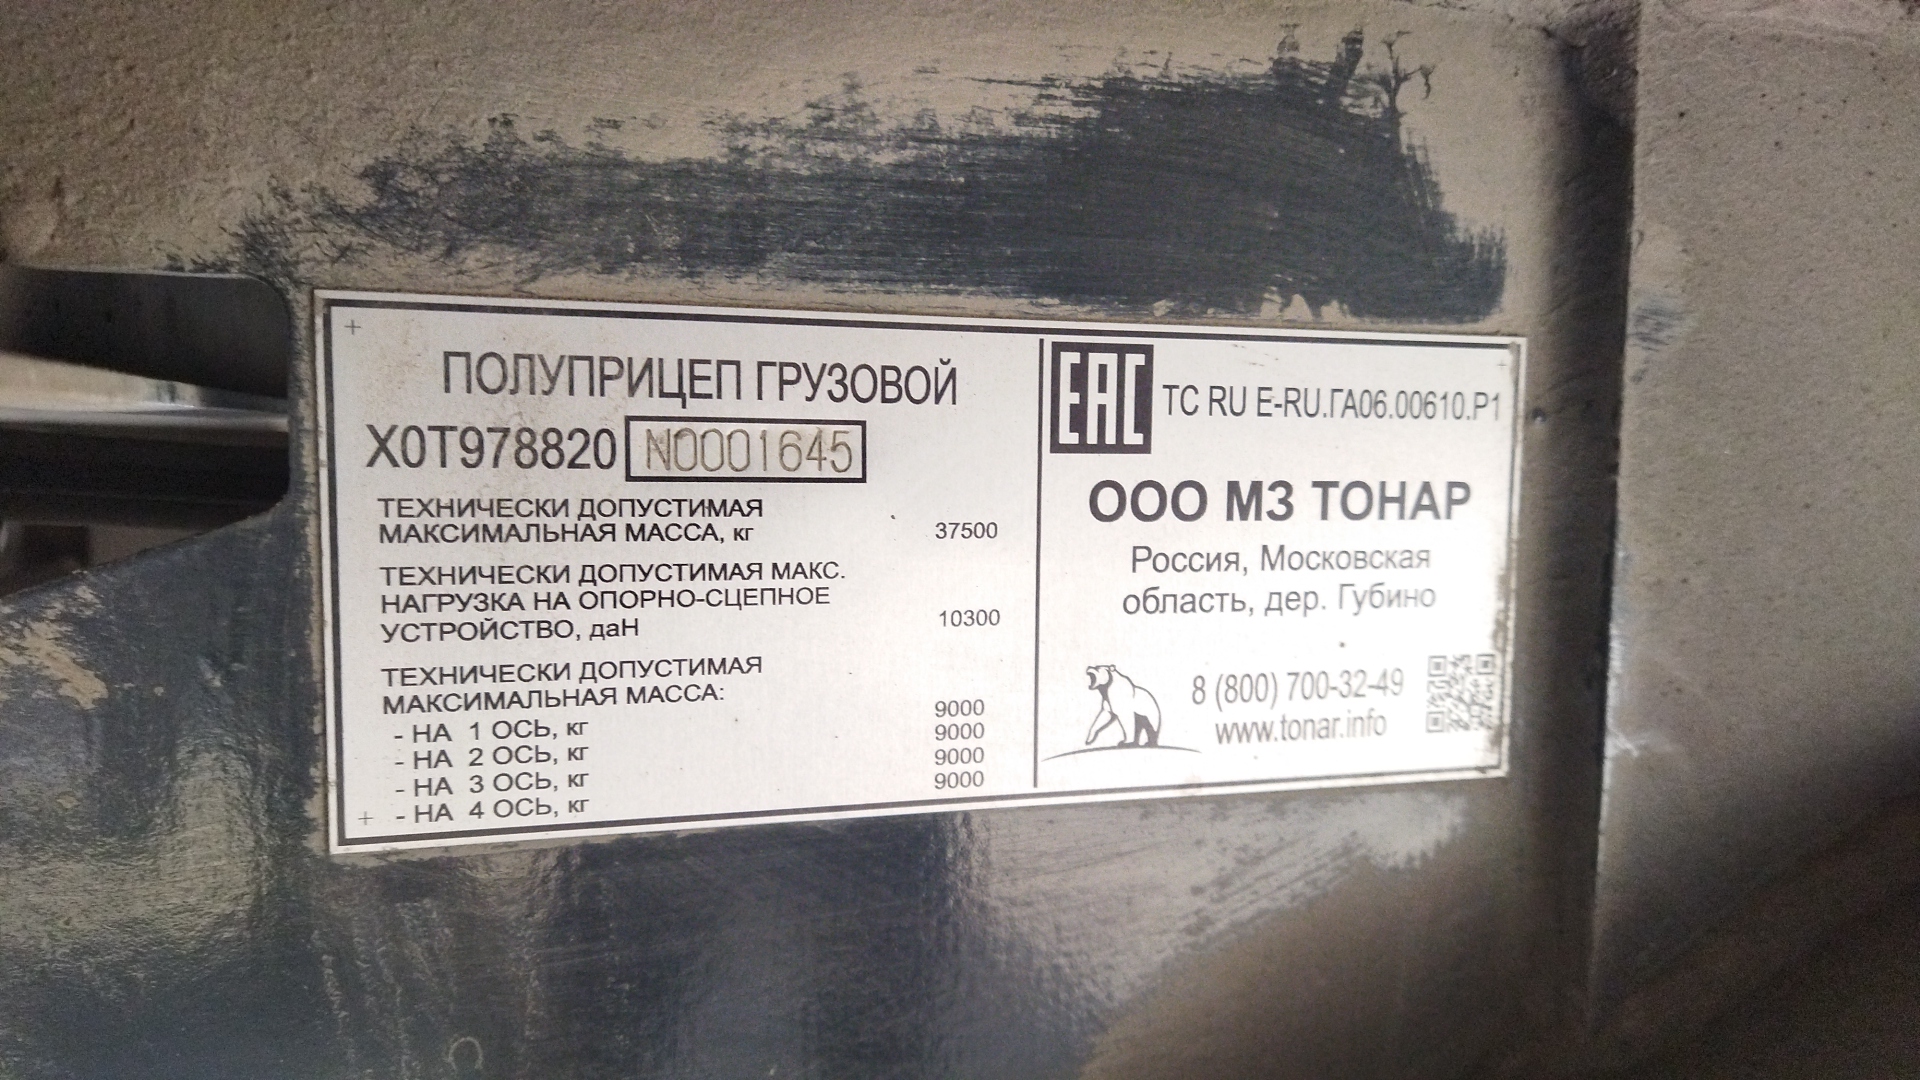 ПОЛУПРИЦЕП ГРУЗОВОЙ
X0T978820 N0001645
ТЕХНИЧЕСКИ ДОПУСТИМАЯ
МАКСИМАЛЬНАЯ МАССА, кг 37500
ТЕХНИЧЕСКИ ДОПУСТИМАЯ МАКС.
НАГРУЗКА НА ОПОРНО-СЦЕПНОЕ
УСТРОЙСТВО, даН 10300
ТЕХНИЧЕСКИ ДОПУСТИМАЯ
МАКСИМАЛЬНАЯ МАССА:
- НА 1 ОСЬ, кг 9000
- НА 2 ОСЬ, кг 9000
- НА 3 ОСЬ, кг 9000
- НА 4 ОСЬ, кг 9000
ЕАС ТС RU E-RU.ГА06.00610.Р1
ООО МЗ ТОНАР
Россия, Московская
область, дер. Губино
8 (800) 700-32-49
www.tonar.info